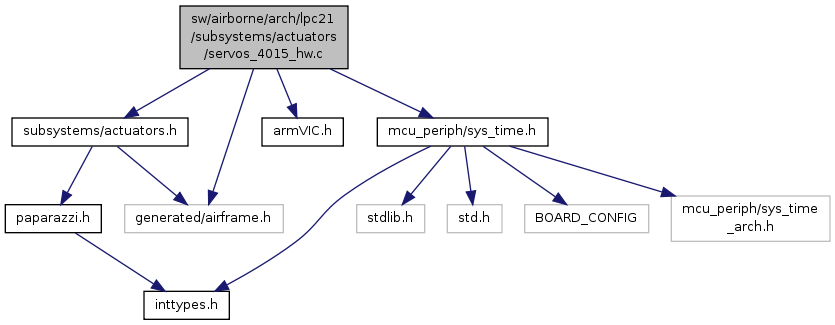 sw/airborne/arch/lpc21
/subsystems/actuators
/servos_4015_hw.c
subsystems/actuators.h
armVIC.h
mcu_periph/sys_time.h
paparazzi.h
generated/airframe.h
stdlib.h
std.h
BOARD_CONFIG
mcu_periph/sys_time
_arch.h
inttypes.h